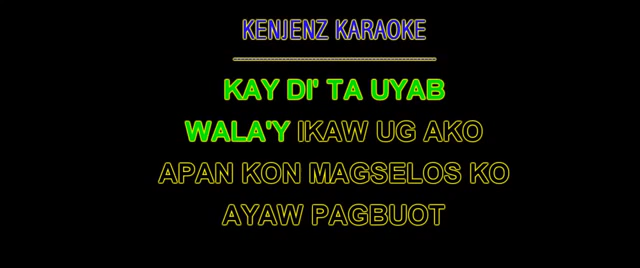 KENJENZ KARAOKE
KAY DI' TA UYAB
WALA'Y IKAW UG AKO
APAN KON MAGSELOS KO
AYAW PAGBUOT